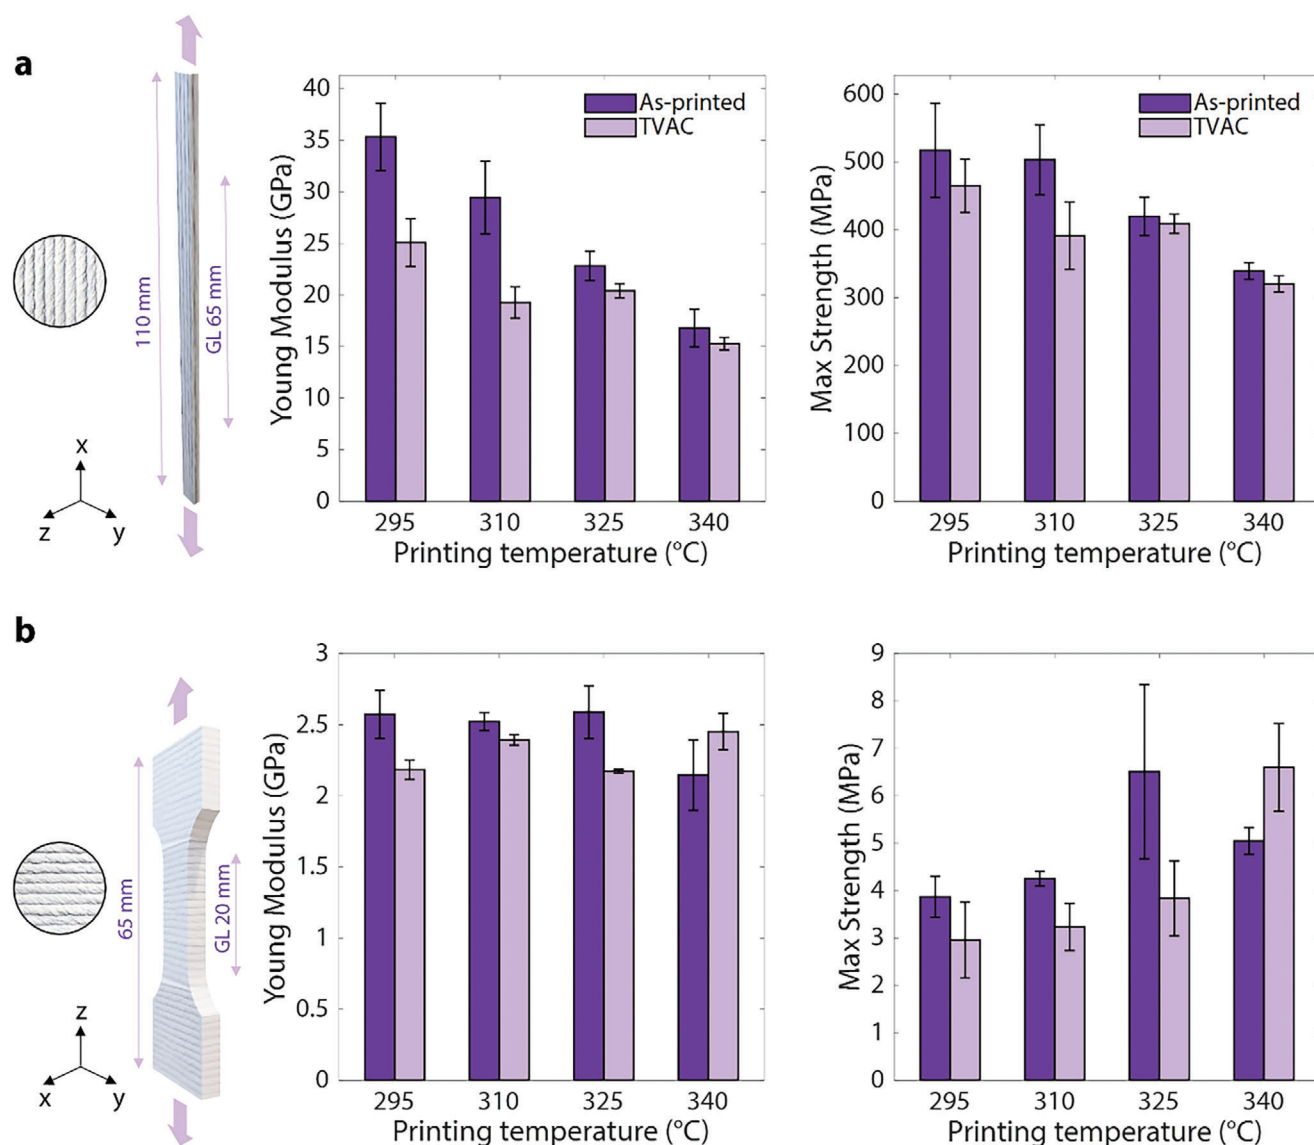 a
110 mm
GL 65 mm
x
z
y
Young Modulus (GPa)
40
35
30
25
20
15
10
5
0
As-printed
TVAC
295
310
325
340
Printing temperature (°C)
Max Strength (MPa)
600
500
400
300
200
100
0
As-printed
TVAC
295
310
325
340
Printing temperature (°C)
b
65 mm
GL 20 mm
z
x
y
Young Modulus (GPa)
3
2.5
2
1.5
1
0.5
0
295
310
325
340
Printing temperature (°C)
Max Strength (MPa)
9
8
7
6
5
4
3
2
1
0
295
310
325
340
Printing temperature (°C)